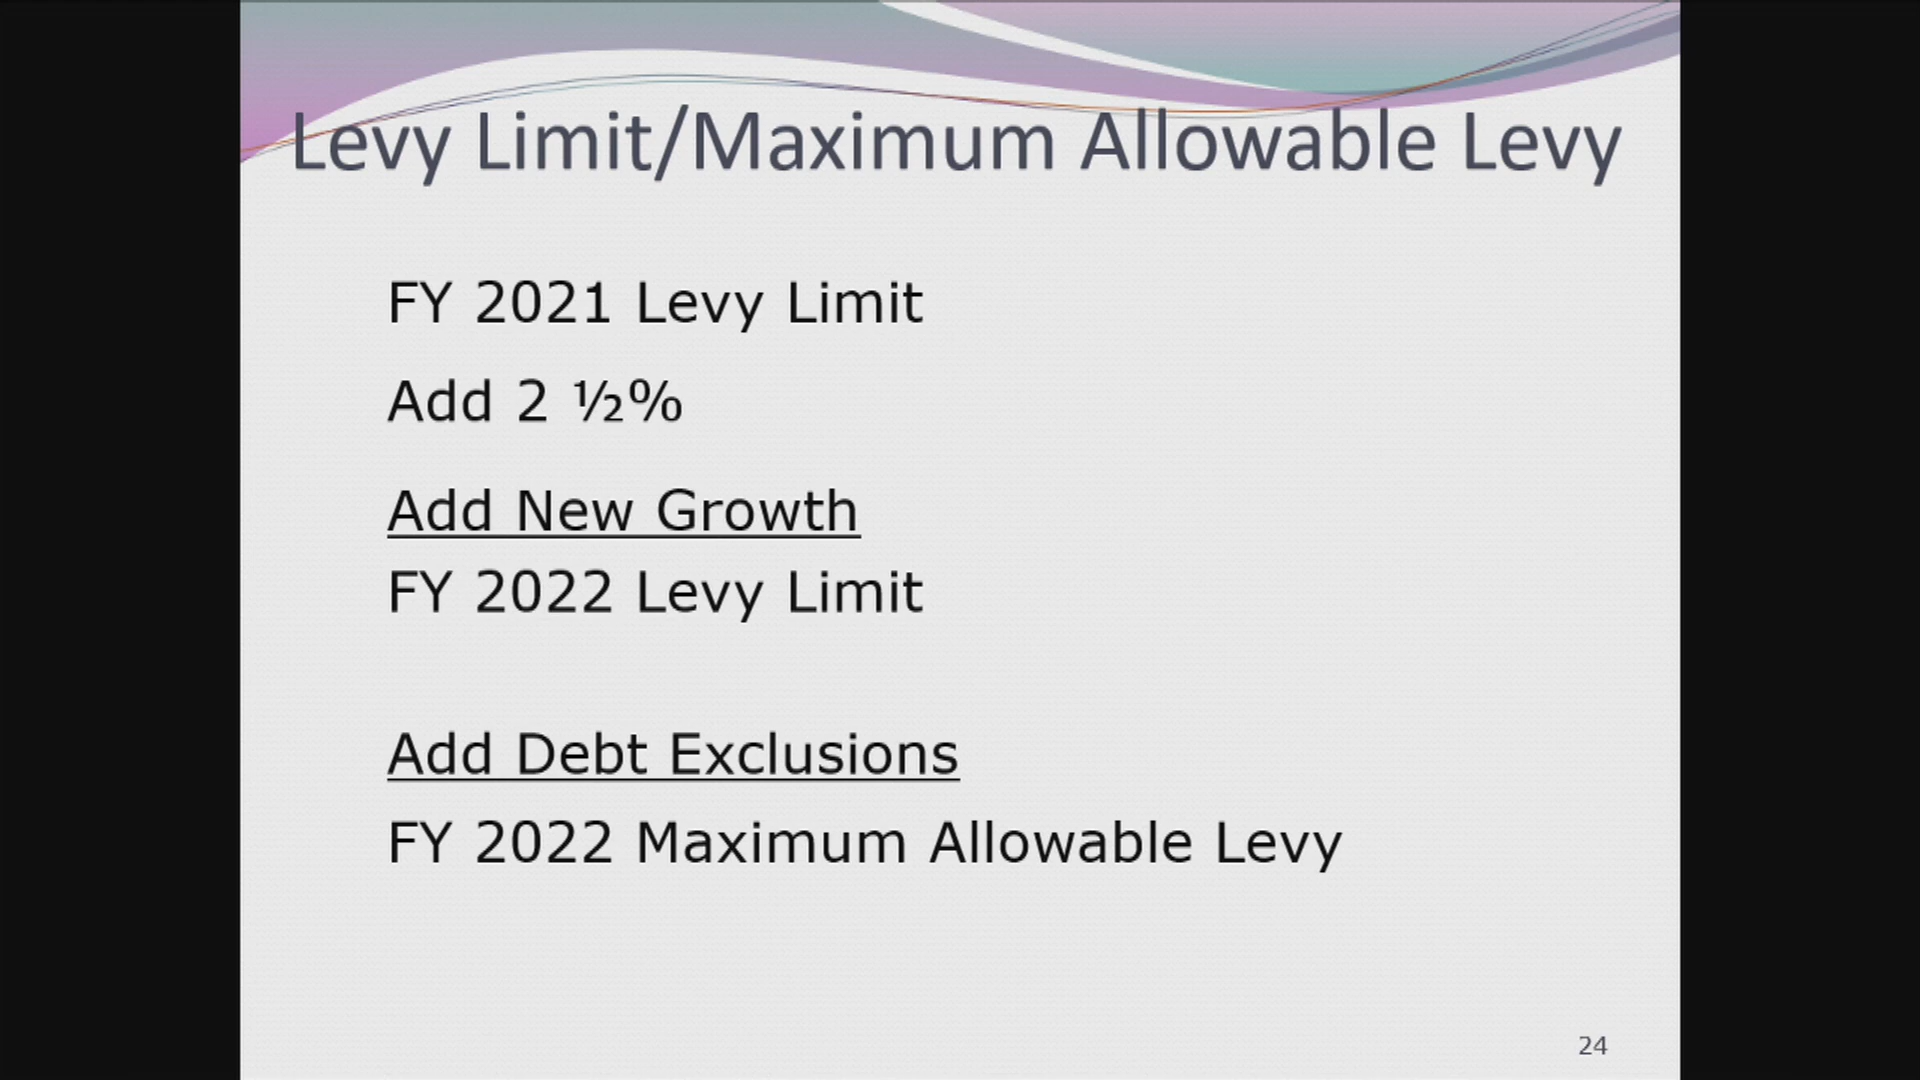 Levy Limit/Maximum Allowable Levy
FY 2021 Levy Limit
Add 2 ½%
Add New Growth
FY 2022 Levy Limit
Add Debt Exclusions
FY 2022 Maximum Allowable Levy
24